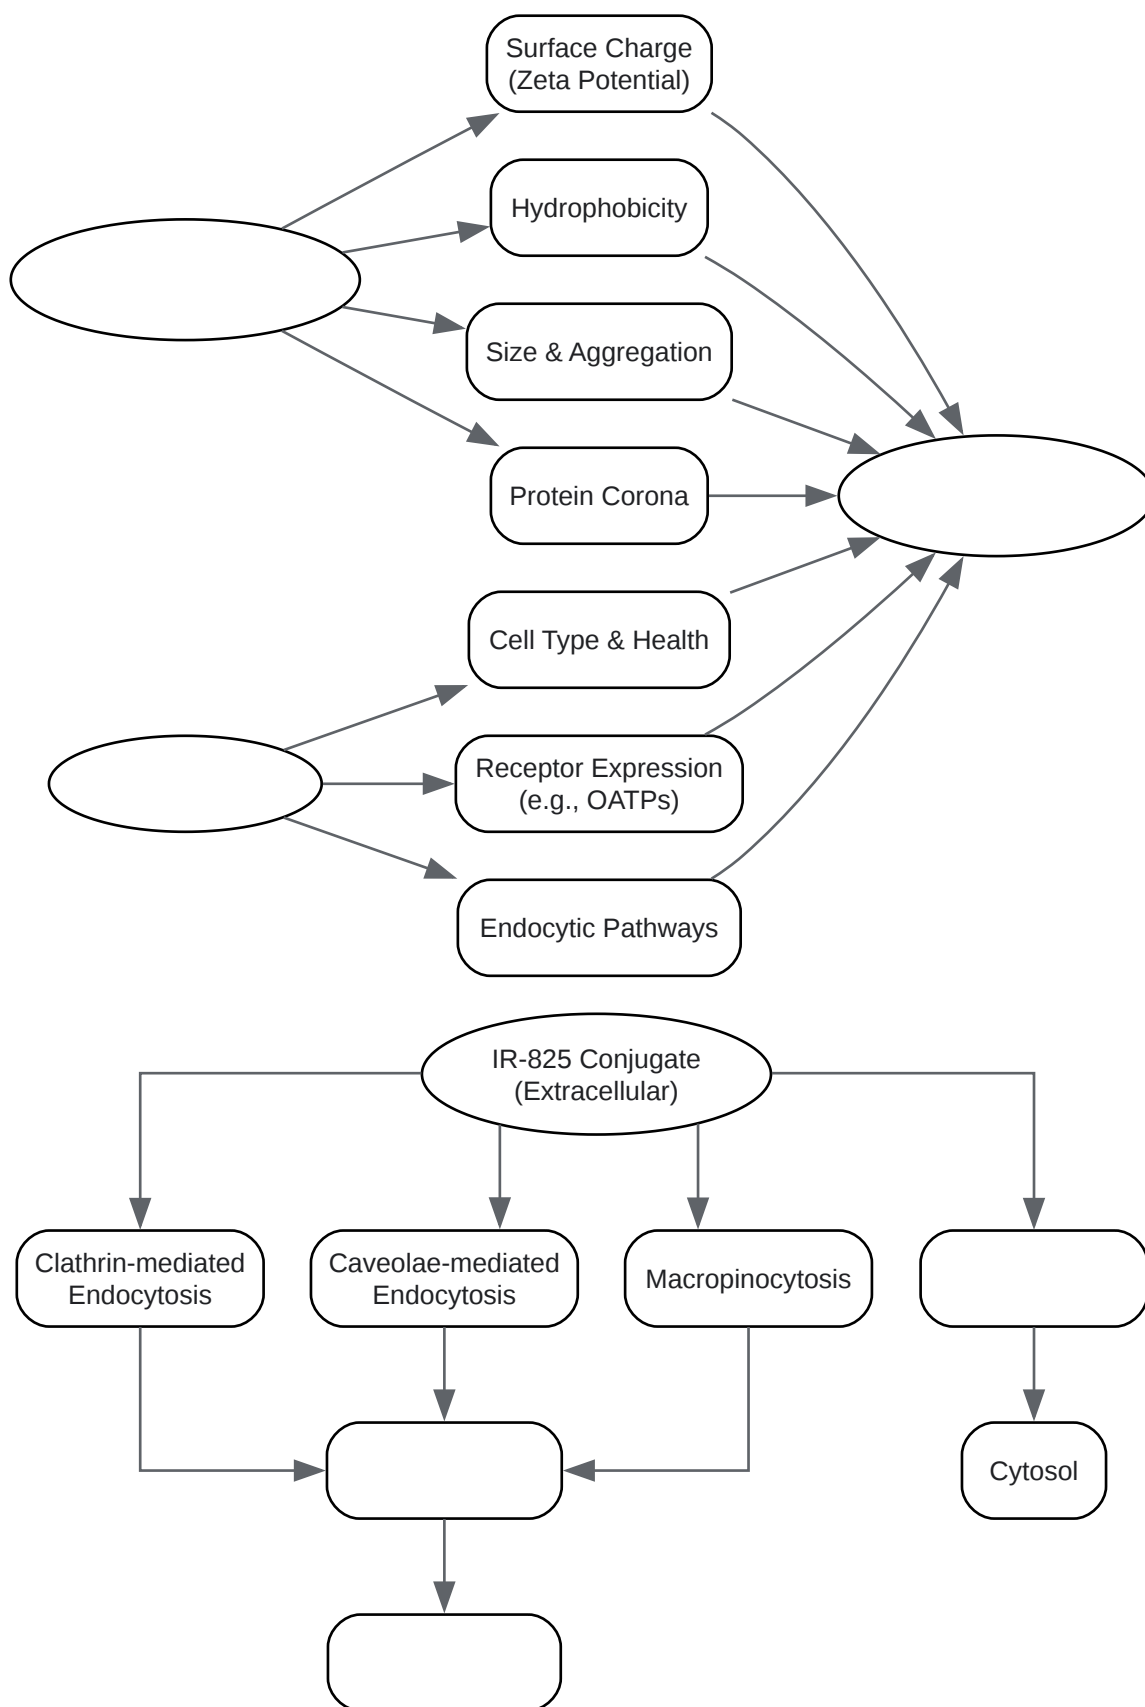 Surface Charge
(Zeta Potential)
Hydrophobicity
Size & Aggregation
Protein Corona
Cell Type & Health
Receptor Expression
(e.g., OATPs)
Endocytic Pathways
IR-825 Conjugate
(Extracellular)
Clathrin-mediated
Endocytosis
Caveolae-mediated
Endocytosis
Macropinocytosis
Cytosol